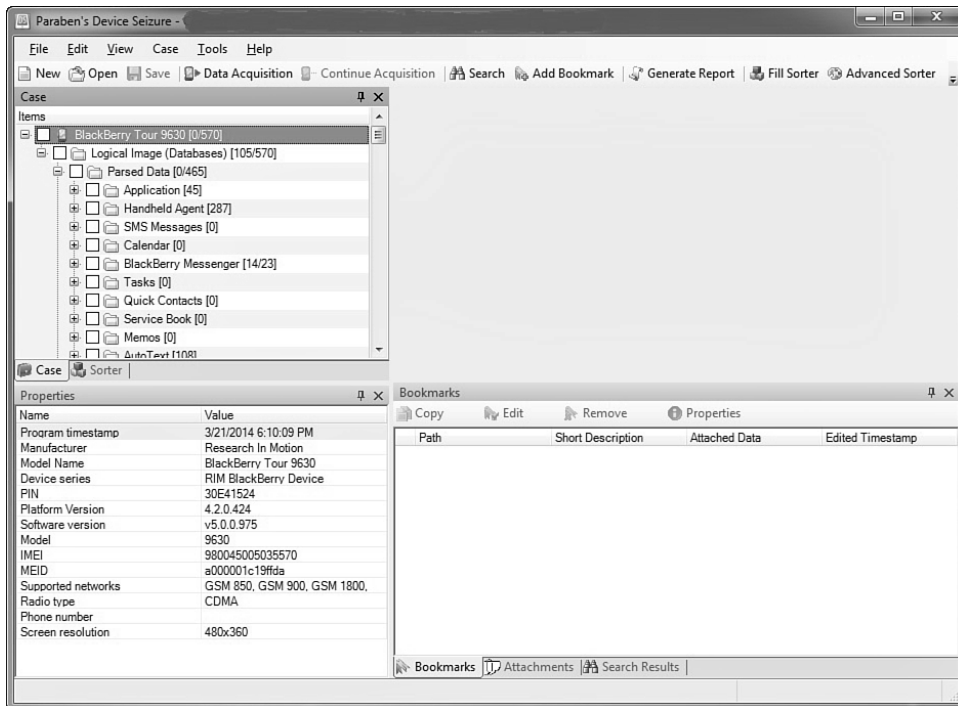 Paraben's Device Seizure -
File Edit View Case Tools Help
New Open Save Data Acquisition Continue Acquisition Search Add Bookmark Generate Report Fill Sorter Advanced Sorter
Case
Items
BlackBerry Tour 9630 [0/570]
Logical Image (Databases) [105/570]
Parsed Data [0/465]
Application [45]
Handheld Agent [287]
SMS Messages [0]
Calendar [0]
BlackBerry Messenger [14/23]
Tasks [0]
Quick Contacts [0]
Service Book [0]
Memos [0]
AutoText [108]
Case Sorter
Properties
Name Value
Program timestamp 3/21/2014 6:10:09 PM
Manufacturer Research In Motion
Model Name BlackBerry Tour 9630
Device series RIM BlackBerry Device
PIN 30E41524
Platform Version 4.2.0.424
Software version v5.0.0.975
Model 9630
IMEI 980045005035570
MEID a000001c19ffda
Supported networks GSM 850, GSM 900, GSM 1800,
Radio type CDMA
Phone number
Screen resolution 480x360
Bookmarks
Copy Edit Remove Properties
Path Short Description Attached Data Edited Timestamp
Bookmarks Attachments Search Results